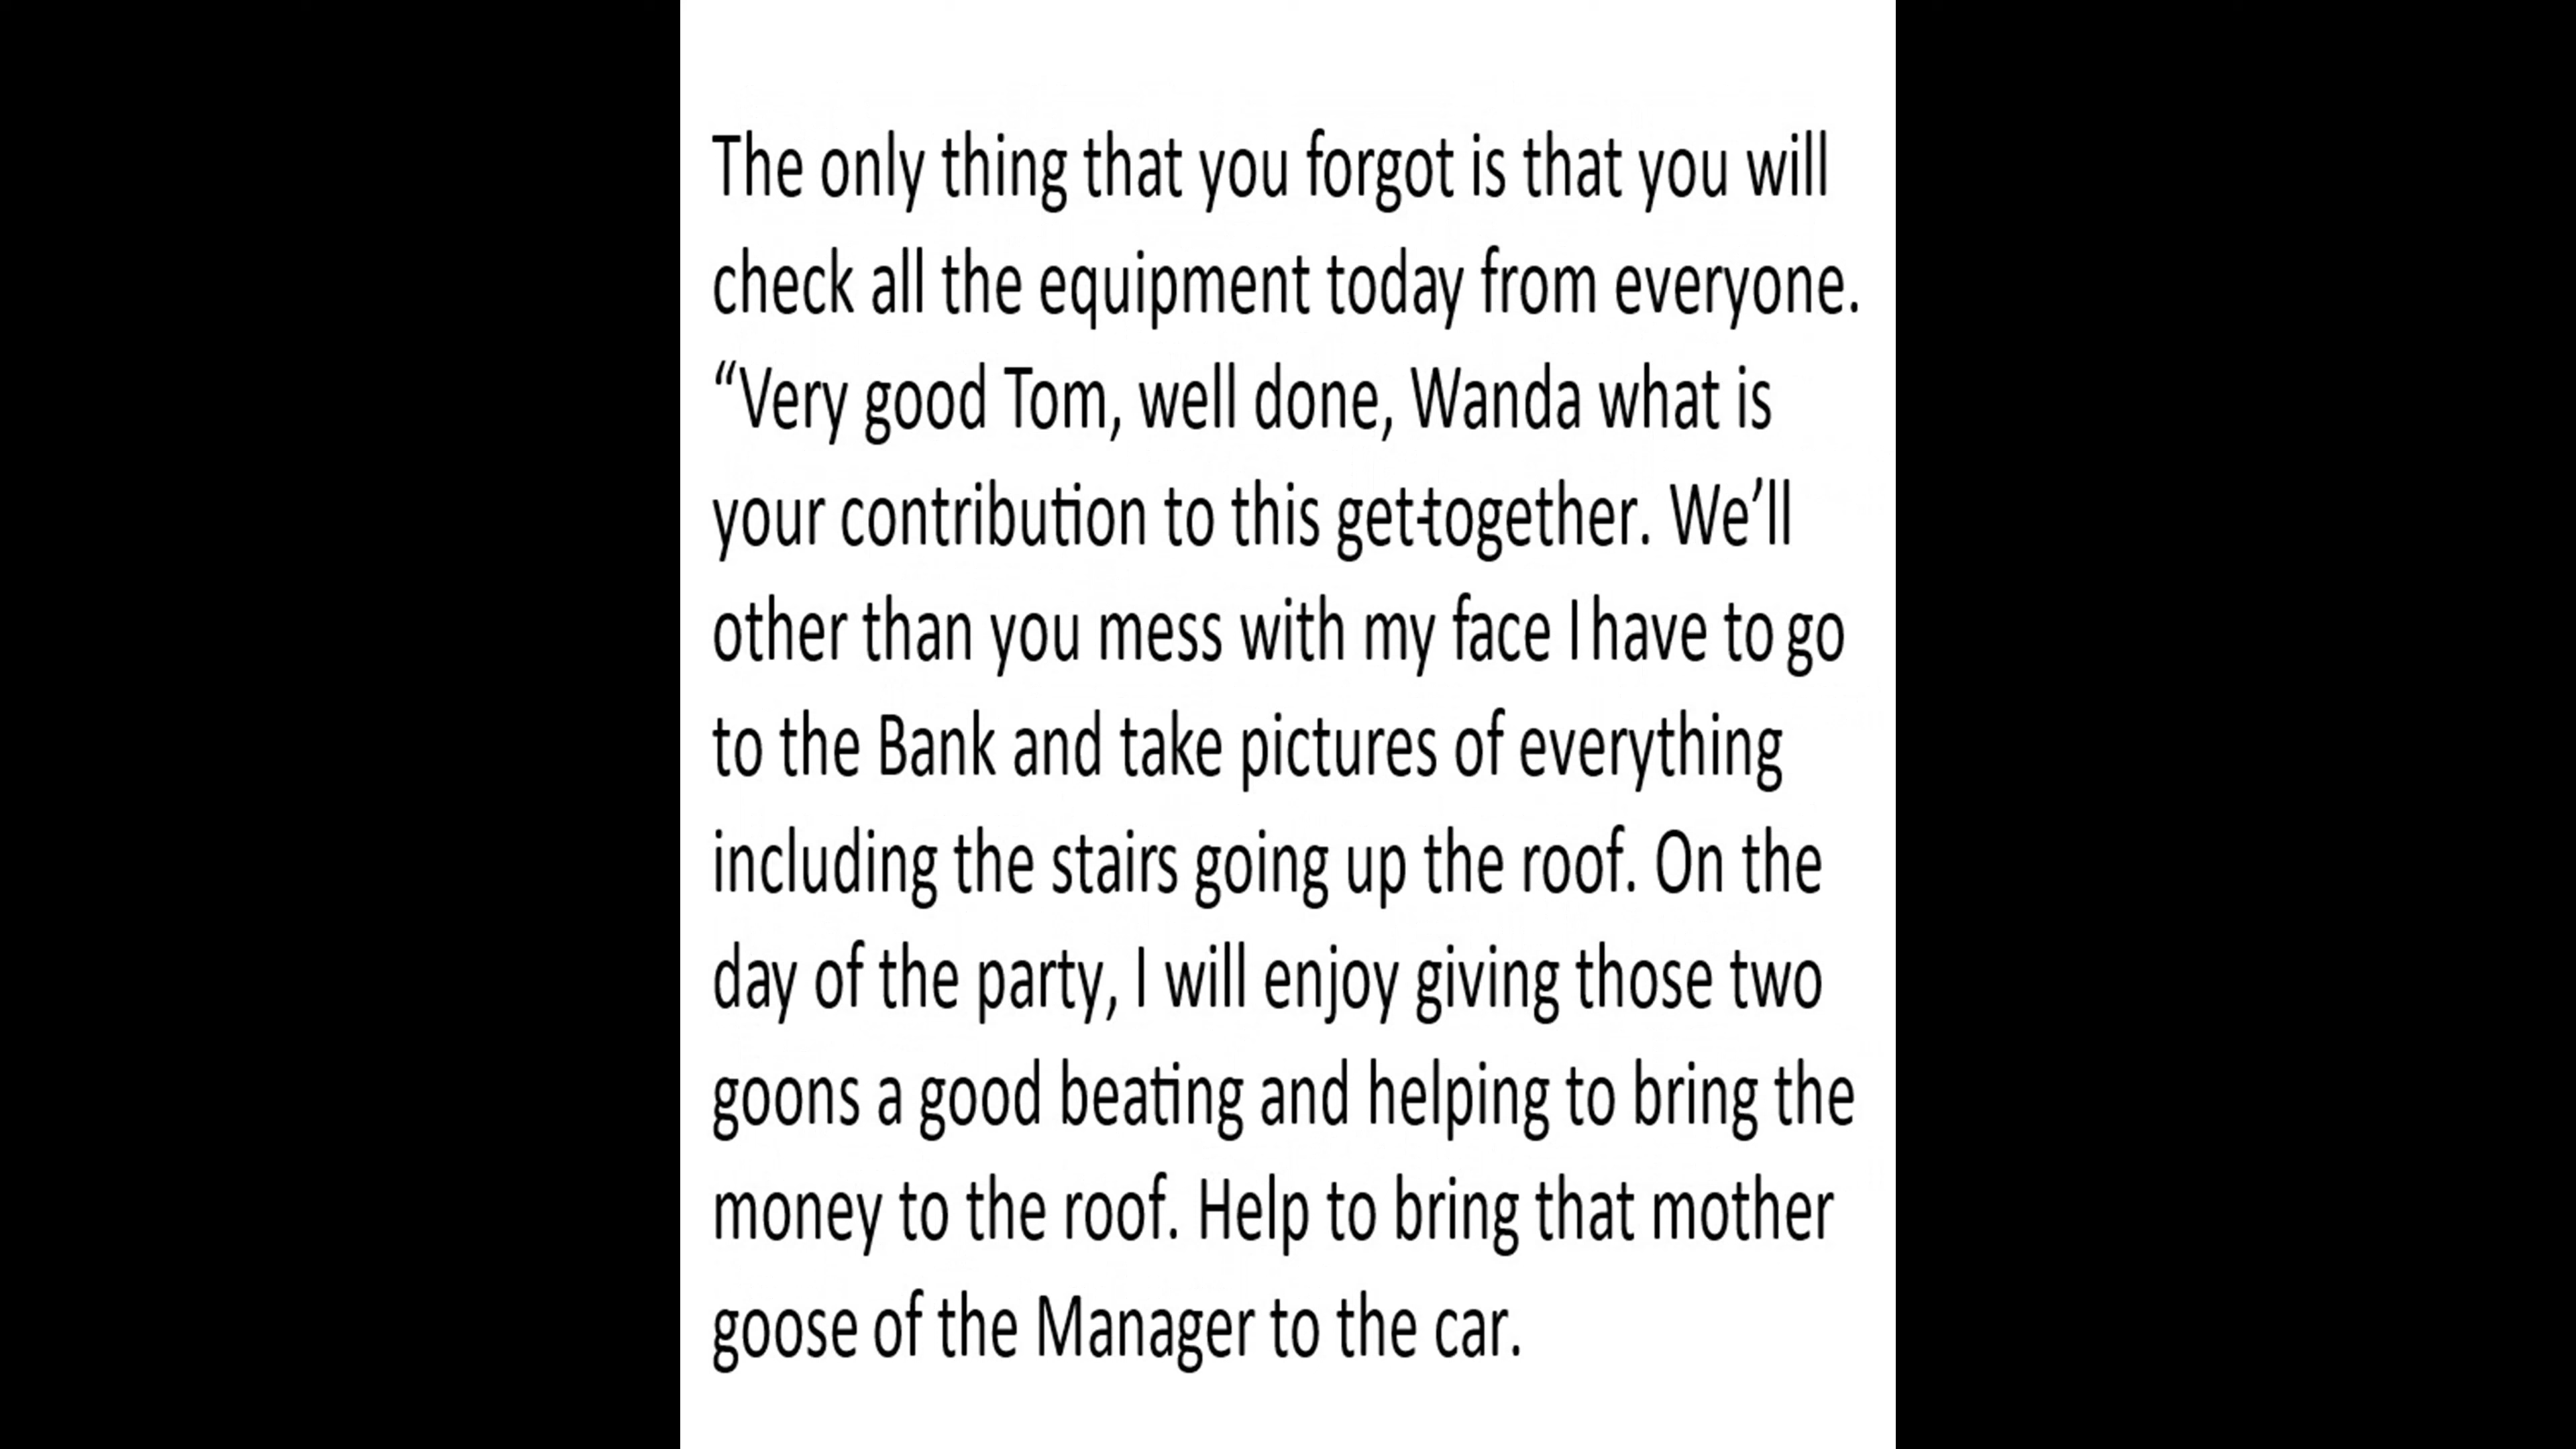 The only thing that you forgot is that you will
check all the equipment today from everyone.
“Very good Tom, well done, Wanda what is
your contribution to this get-together. We’ll
other than you mess with my face I have to go
to the Bank and take pictures of everything
including the stairs going up the roof. On the
day of the party, I will enjoy giving those two
goons a good beating and helping to bring the
money to the roof. Help to bring that mother
goose of the Manager to the car.